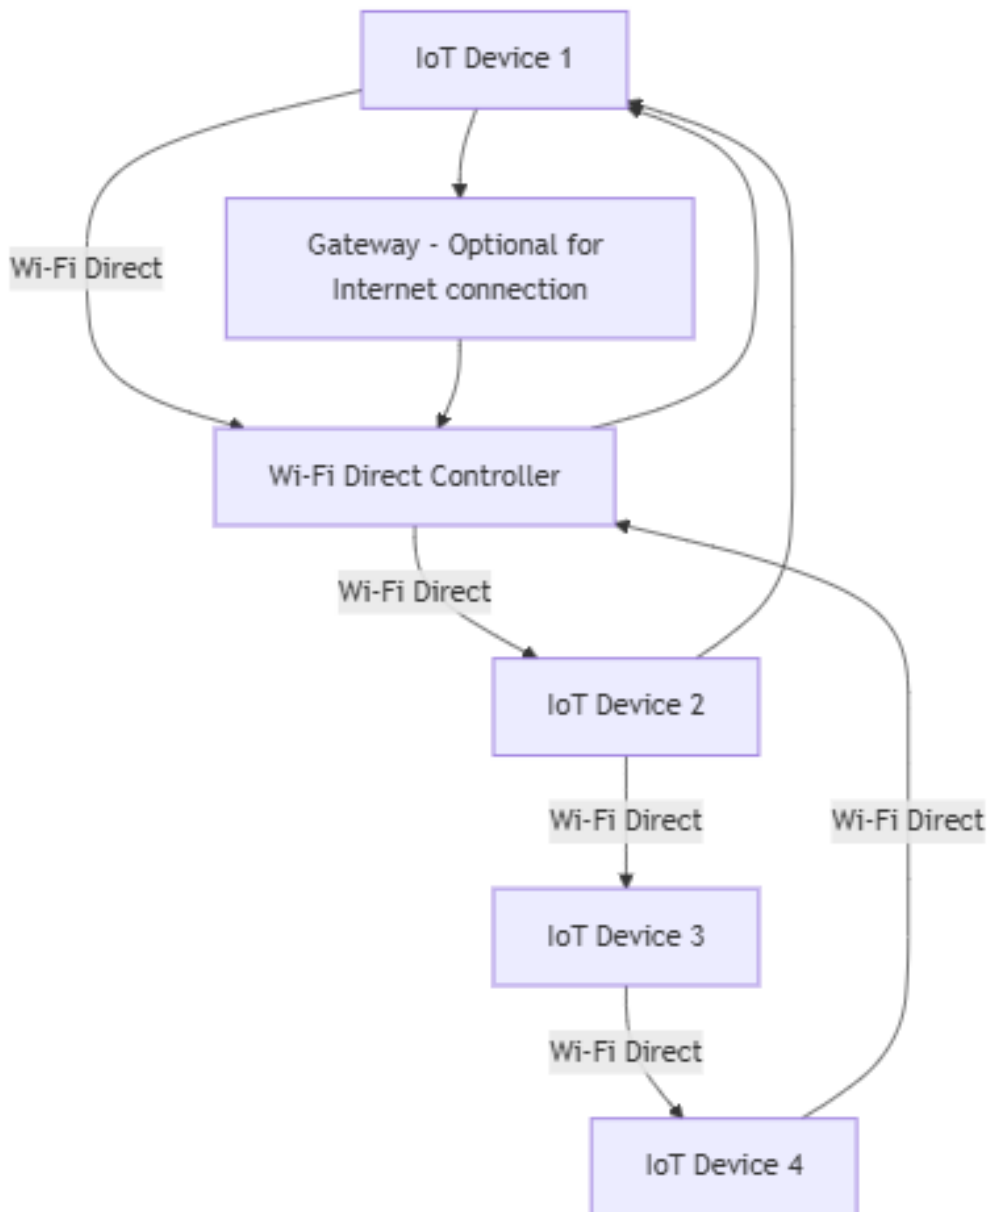 IoT Device 1
Gateway - Optional for
Internet connection
Wi-Fi Direct
Wi-Fi Direct Controller
Wi-Fi Direct
IoT Device 2
Wi-Fi Direct
Wi-Fi Direct
IoT Device 3
Wi-Fi Direct
IoT Device 4